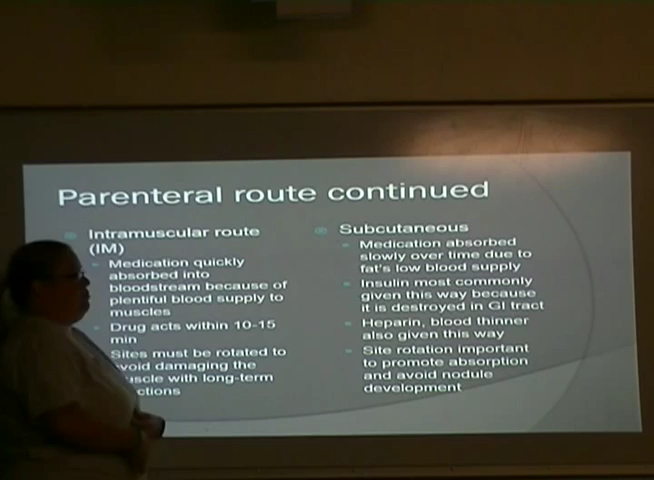 Parenteral route continued
Intramuscular route
(IM)
Medication quickly
absorbed into
bloodstream because of
plentiful blood supply to
muscles
Drug acts within 10-15
min
Sites must be rotated to
damaging the
with long-term
Subcutaneous
Medication absorbed
slowly over time due to
fat's low blood supply
Insulin most commonly
given this way because
it is destroyed in GI tract
Heparin, blood thinner
also given this way
Site rotation important
to promote absorption
and avoid nodule
development